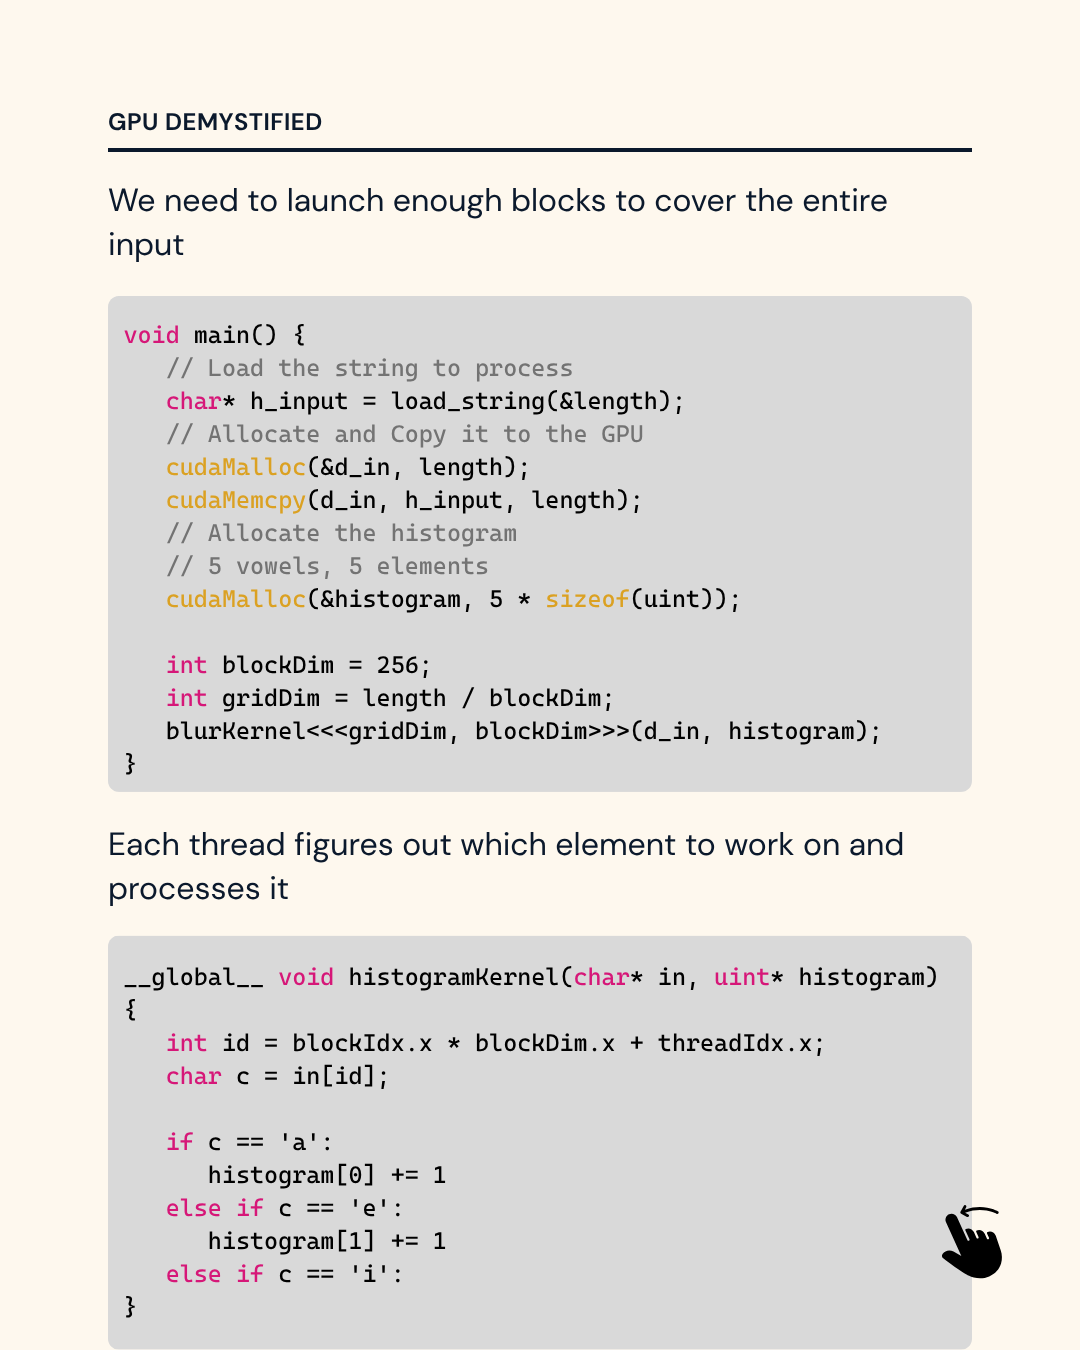 GPU DEMYSTIFIED
We need to launch enough blocks to cover the entire
input
void main() {
   // Load the string to process
   char* h_input = load_string(&length);
   // Allocate and Copy it to the GPU
   cudaMalloc(&d_in, length);
   cudaMemcpy(d_in, h_input, length);
   // Allocate the histogram
   // 5 vowels, 5 elements
   cudaMalloc(&histogram, 5 * sizeof(uint));
   int blockDim = 256;
   int gridDim = length / blockDim;
   blurKernel<<<gridDim, blockDim>>>(d_in, histogram);
}
Each thread figures out which element to work on and
processes it
__global__ void histogramKernel(char* in, uint* histogram)
{
   int id = blockIdx.x * blockDim.x + threadIdx.x;
   char c = in[id];
   if c == 'a':
      histogram[0] += 1
   else if c == 'e':
      histogram[1] += 1
   else if c == 'i':
}